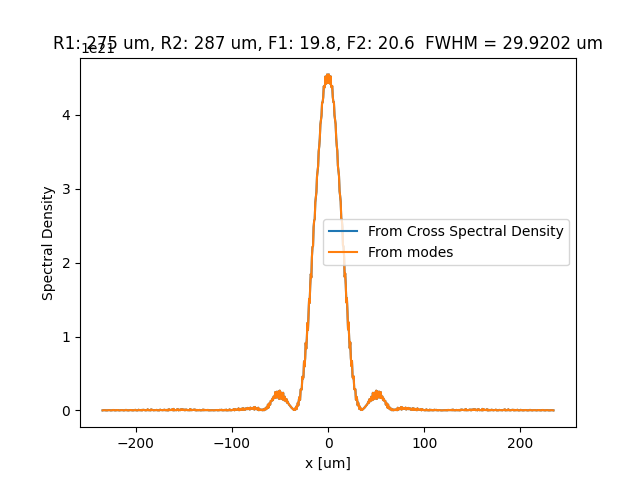 R1: 275 um, R2: 287 um, F1: 19.8, F2: 20.6  FWHM = 29.9202 um
1e21
4
3
2
1
0
Spectral Density
From Cross Spectral Density
From modes
−200
−100
0
100
200
x [um]